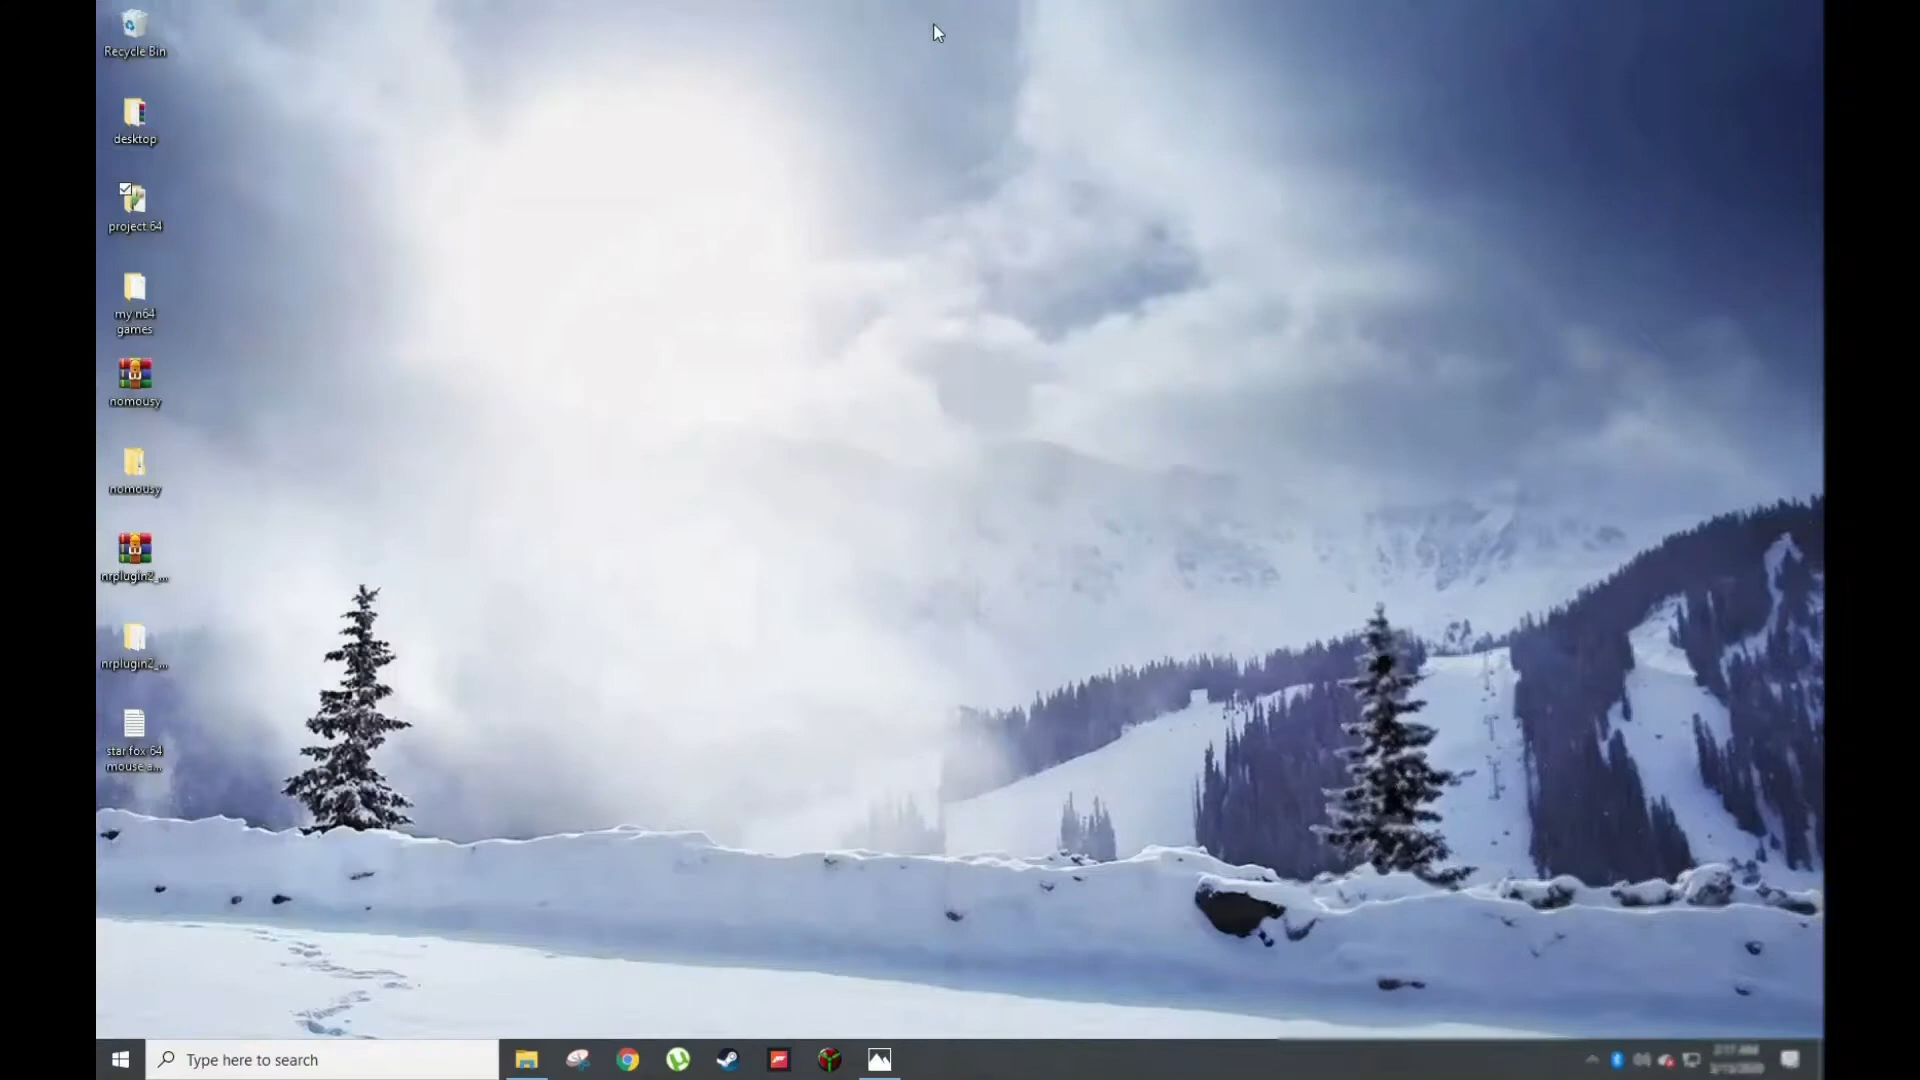 Recycle Bin
desktop
project 64
my n64
games
nomousy
nomousy
nrplugin2_...
nrplugin2_...
star fox 64
mouse a...
Type here to search